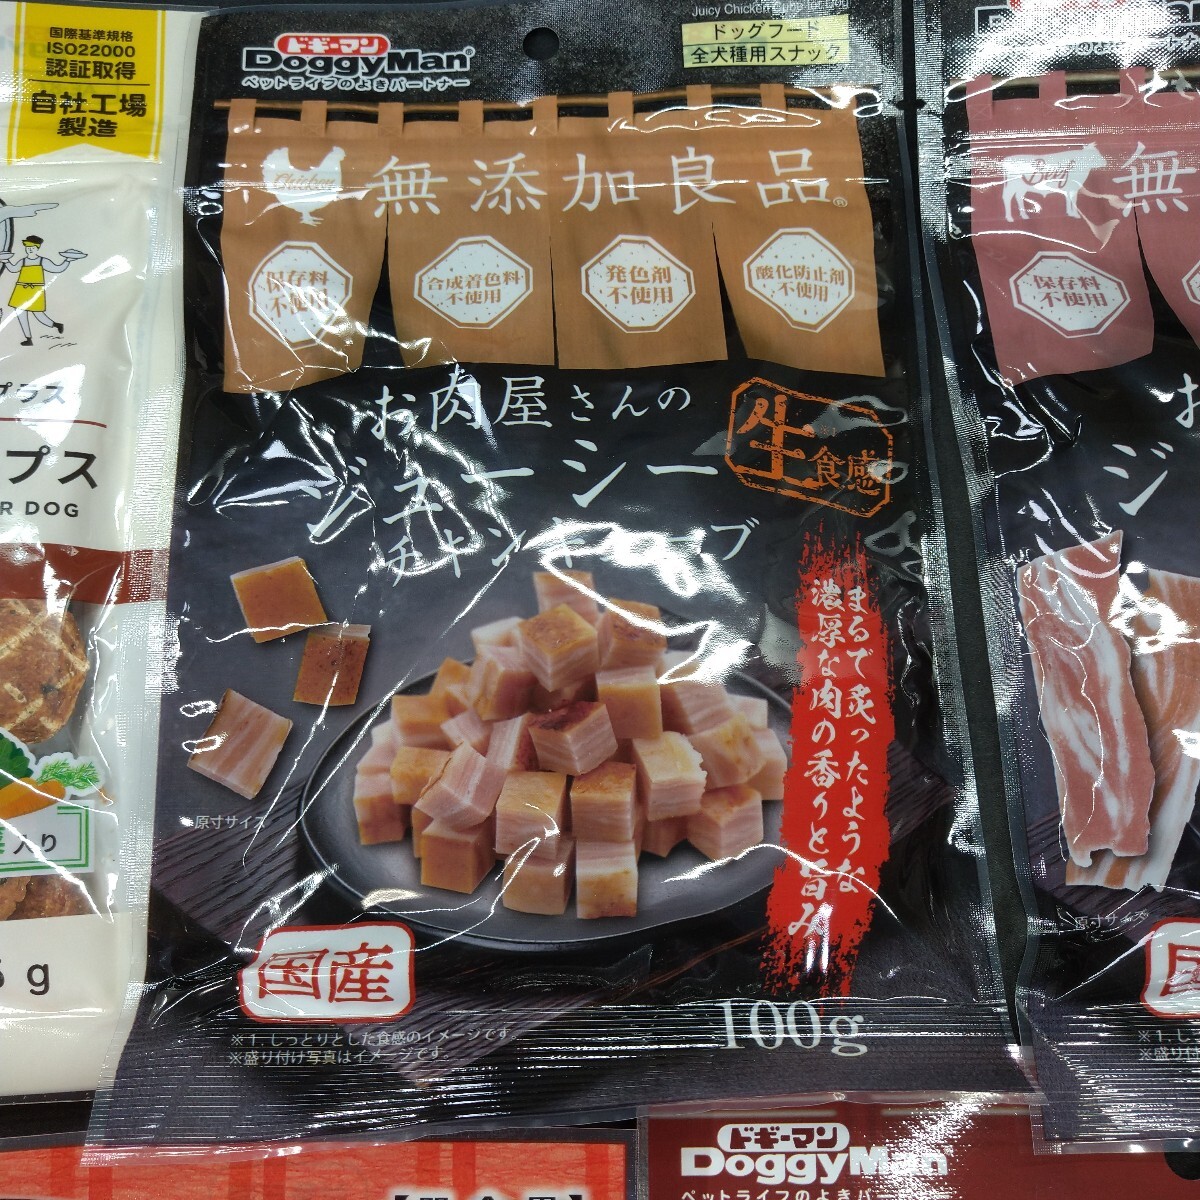 国際基準規格
ISO22000
認証取得
自社工場
製造
プラス
プス
R DOG
入り
g
Juicy Chicken Cube for Dog
ドッグフード
全犬種用スナック
ドギーマン
DoggyMan®
ペットライフのよきパートナー
Chicken
無添加良品®
保存料
不使用
合成着色料
不使用
発色剤
不使用
酸化防止剤
不使用
お肉屋さんの
ジューシー
チキンキューブ
生食感
まるで炙ったような
濃厚な肉の香りと旨み
原寸サイズ
国産
100g
※1. しっとりとした食感のイメージです。
※盛り付け写真はイメージです。
Beef
無
保存料
不使用
お
ジ
原寸サイズ
国
※1. し
※盛り付
ドギーマン
DoggyMan
ペットライフのよきパー